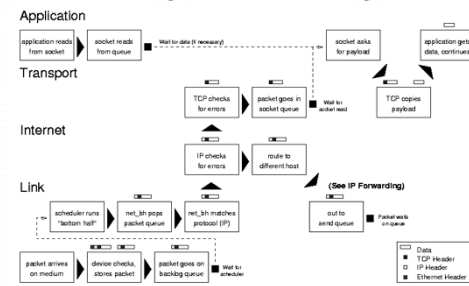 Application
application reads
from socket
socket reads
from queue
Wait for data (if necessary)
socket asks
for payload
application gets
data, continues
Transport
TCP checks
for errors
packet goes in
socket queue
Wait for
socket read
TCP copies
payload
Internet
IP checks
for errors
route to
different host
(See IP Forwarding)
Link
scheduler runs
"bottom half"
net_bh pops
packet queue
net_bh matches
protocol (IP)
out to
send queue
Packet waits
on queue
packet arrives
on medium
device checks,
stores packet
packet goes on
backlog queue
Wait for
scheduler
Data
TCP Header
IP Header
Ethernet Header